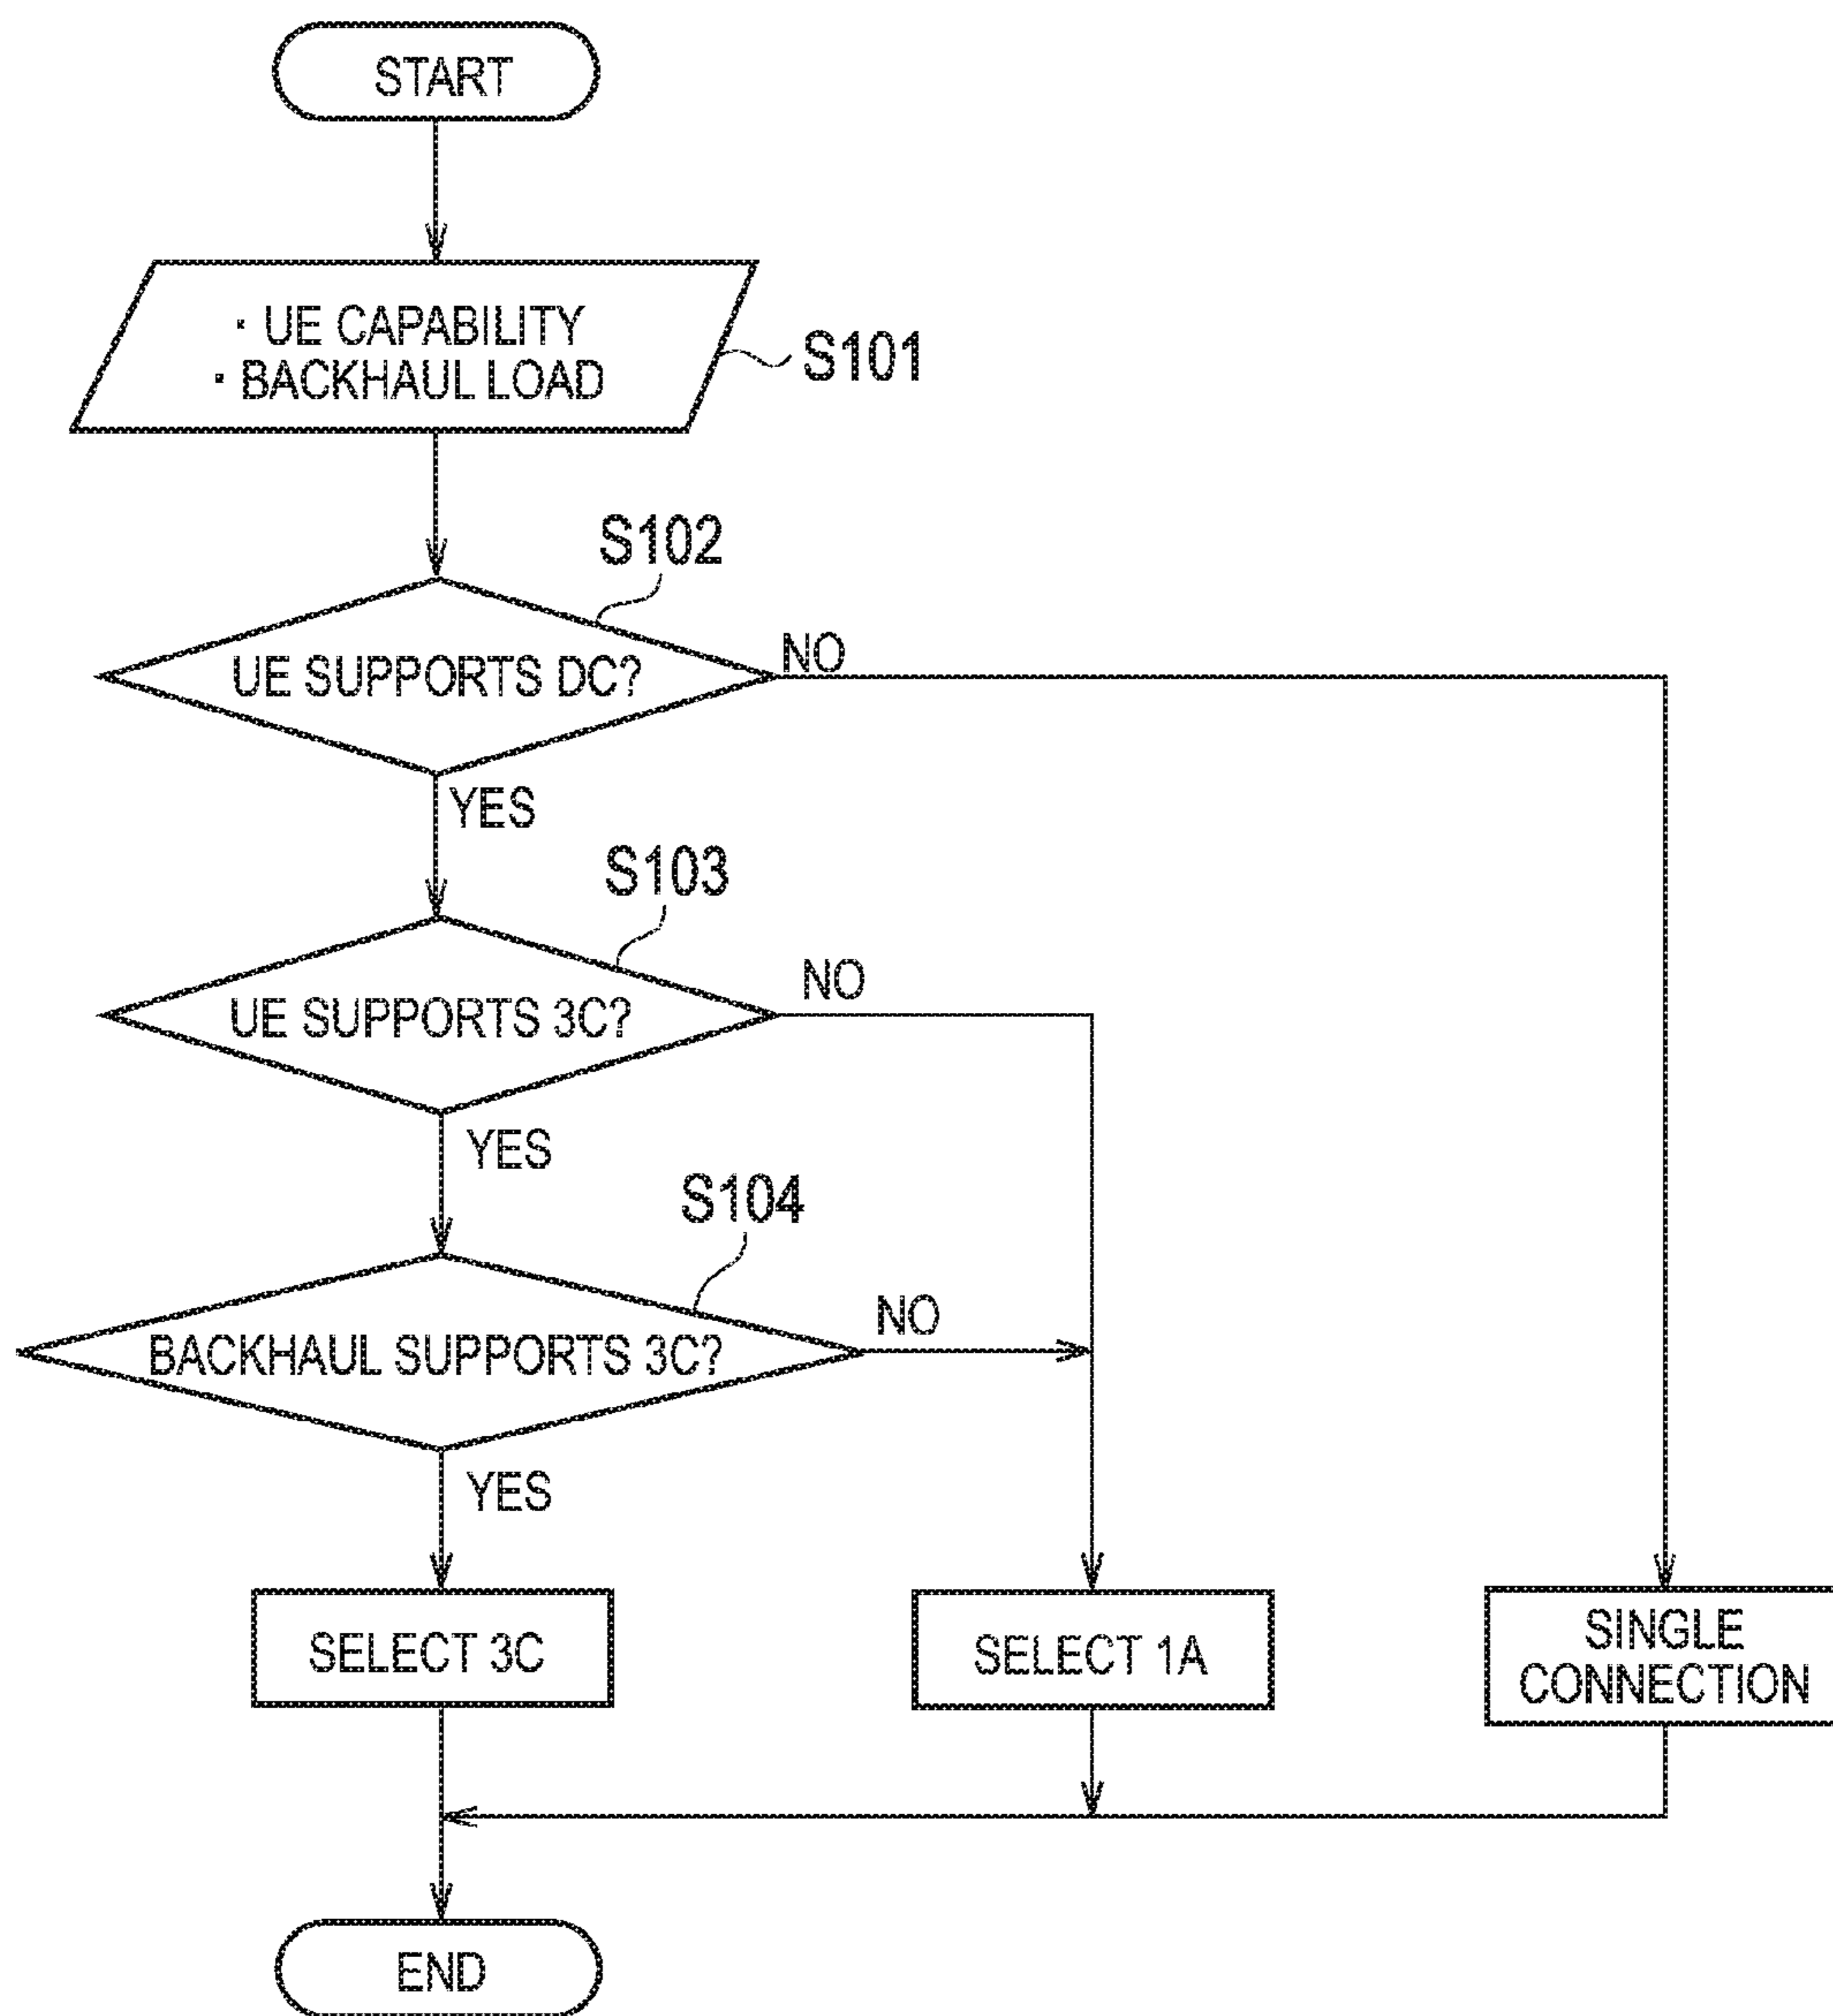 START
· UE CAPABILITY
· BACKHAUL LOAD
S101
S102
UE SUPPORTS DC?
NO
YES
S103
UE SUPPORTS 3C?
NO
YES
S104
BACKHAUL SUPPORTS 3C?
NO
YES
SELECT 3C
SELECT 1A
SINGLE
CONNECTION
END